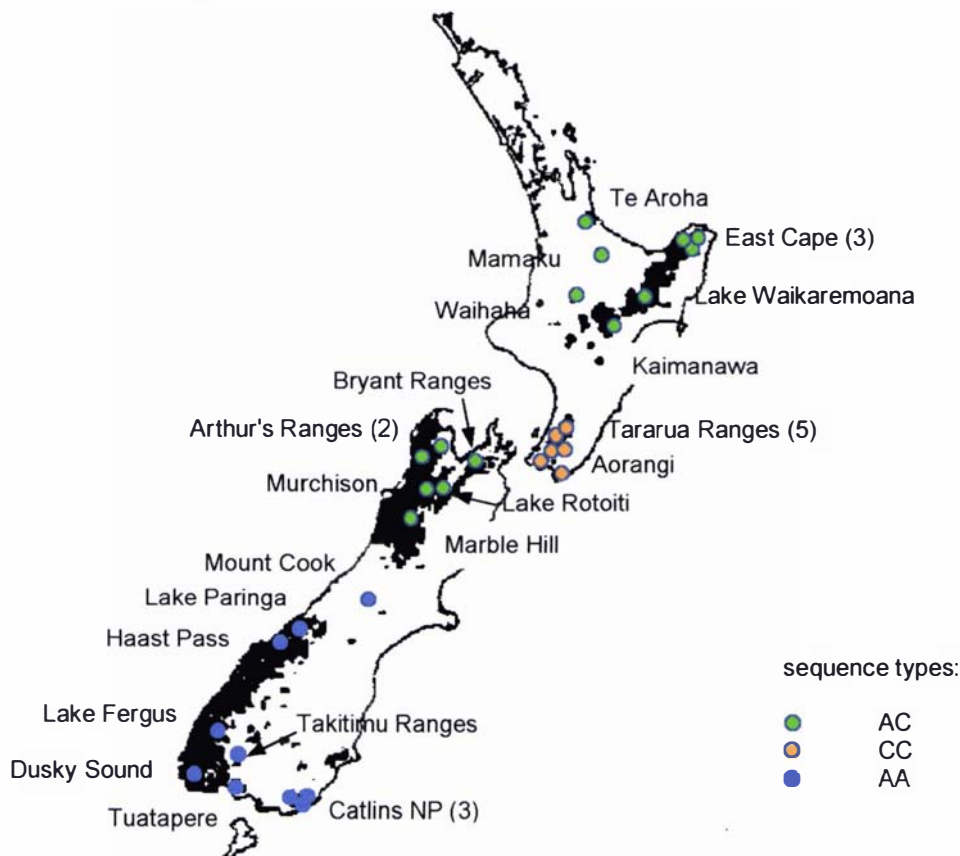 Te Aroha
East Cape (3)
Mamaku
Lake Waikaremoana
Waihaha
Kaimanawa
Bryant Ranges
Arthur's Ranges (2)
Tararua Ranges (5)
Aorangi
Murchison
Lake Rotoiti
Marble Hill
Mount Cook
Lake Paringa
Haast Pass
sequence types:
Lake Fergus
Takitimu Ranges
AC
CC
Dusky Sound
AA
Tuatapere
Catlins NP (3)